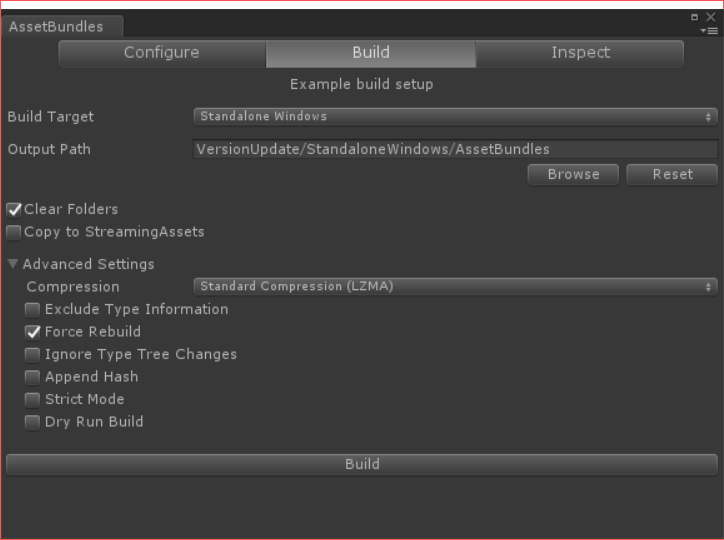 AssetBundles
Configure Build Inspect
Example build setup
Build Target Standalone Windows
Output Path VersionUpdate/StandaloneWindows/AssetBundles
Browse Reset
Clear Folders
Copy to StreamingAssets
Advanced Settings
Compression Standard Compression (LZMA)
Exclude Type Information
Force Rebuild
Ignore Type Tree Changes
Append Hash
Strict Mode
Dry Run Build
Build